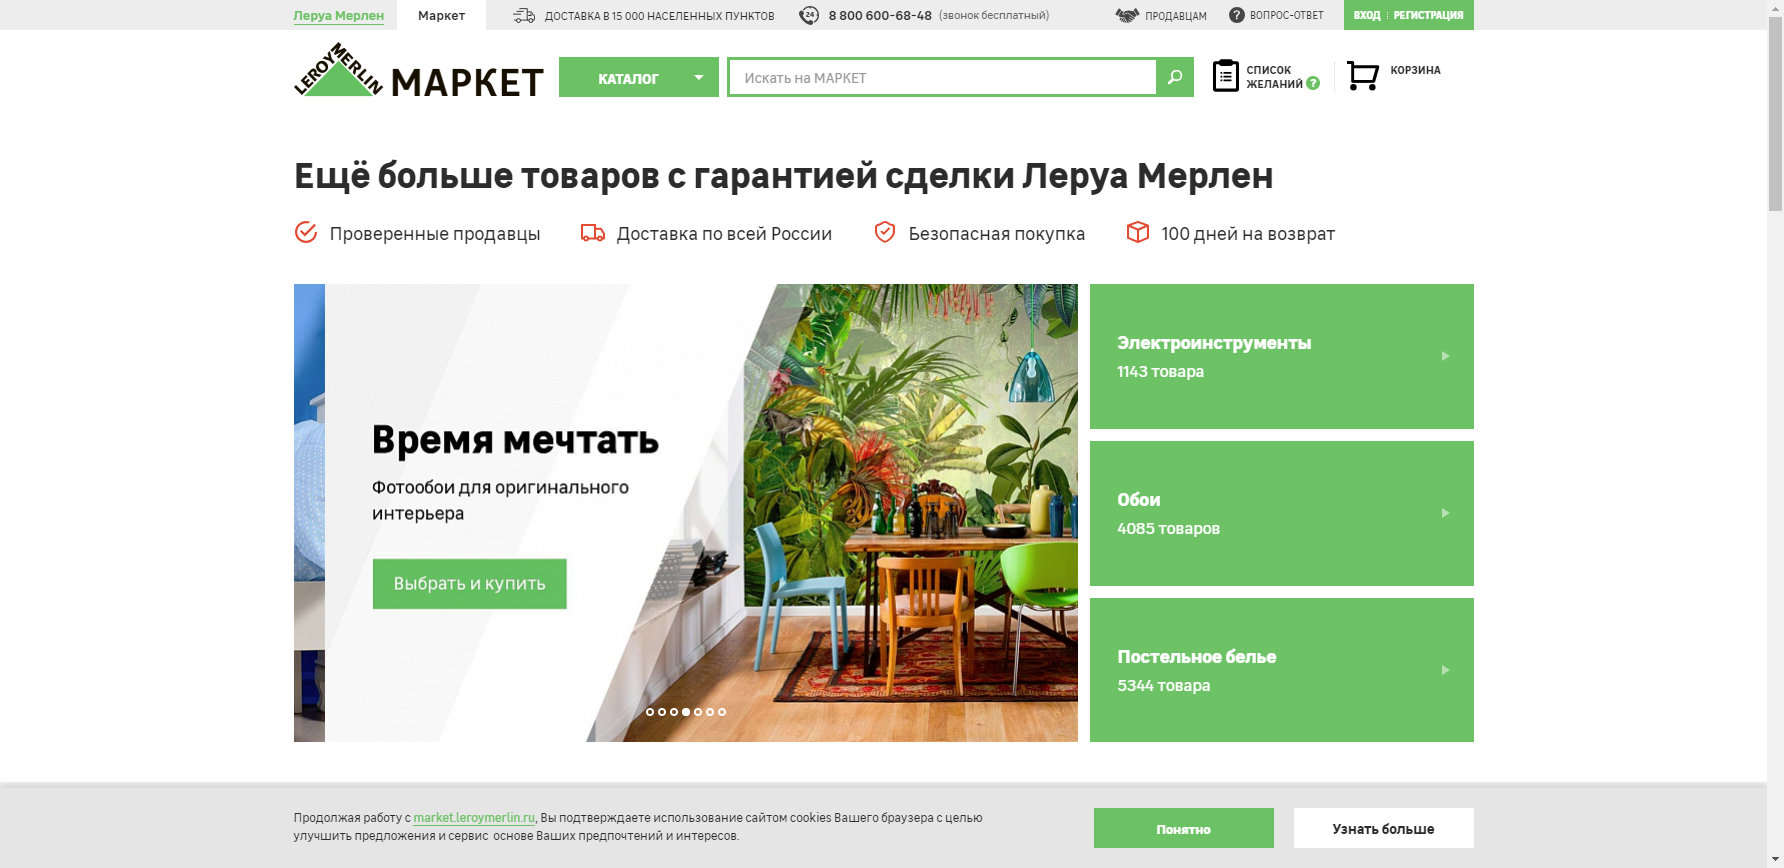 Леруа Мерлен
Маркет
ДОСТАВКА В 15 000 НАСЕЛЕННЫХ ПУНКТОВ
24
8 800 600-68-48 (звонок бесплатный)
ПРОДАВЦАМ
? ВОПРОС-ОТВЕТ
ВХОД РЕГИСТРАЦИЯ
LEROY MERLIN МАРКЕТ
КАТАЛОГ
Искать на МАРКЕТ
СПИСОК
ЖЕЛАНИЙ ?
КОРЗИНА
Ещё больше товаров с гарантией сделки Леруа Мерлен
Проверенные продавцы
Доставка по всей России
Безопасная покупка
100 дней на возврат
Время мечтать
Фотообои для оригинального
интерьера
Выбрать и купить
Электроинструменты
1143 товара
Обои
4085 товаров
Постельное белье
5344 товара
Продолжая работу с market.leroymerlin.ru, Вы подтверждаете использование сайтом cookies Вашего браузера с целью
улучшить предложения и сервис основе Ваших предпочтений и интересов.
Понятно
Узнать больше